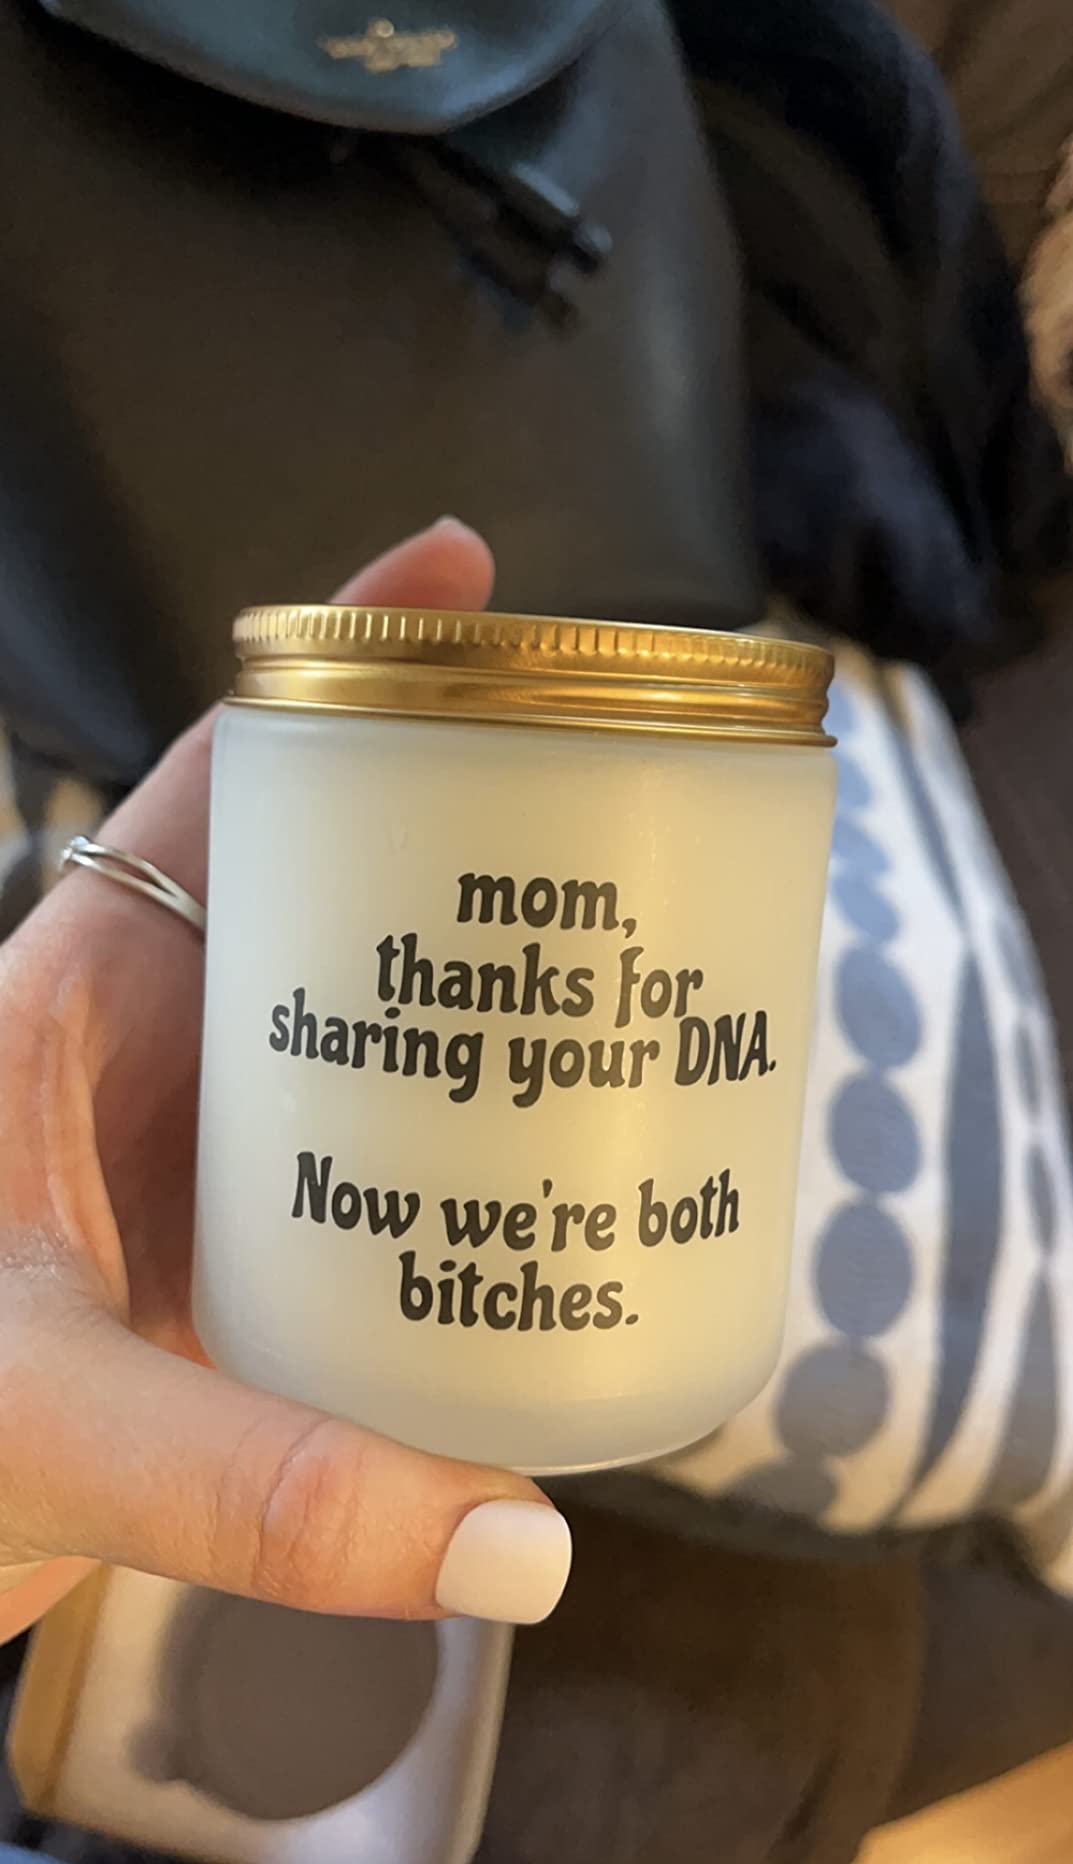 mom,
thanks for
sharing your DNA.
Now we're both
bitches.